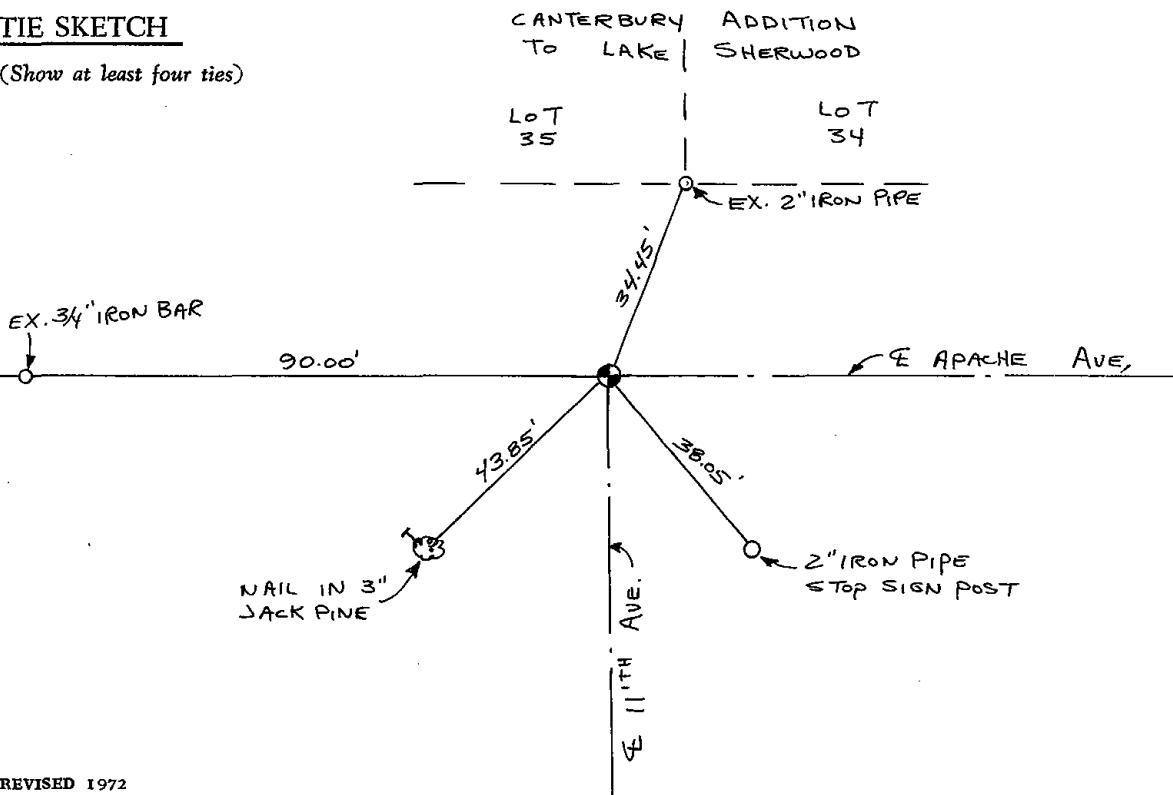 TIE SKETCH
(Show at least four ties)
CANTERBURY ADDITION
To LAKE SHERWOOD
LOT
35
LOT
34
EX. 2" IRON PIPE
34.45'
EX. 3/4" IRON BAR
90.00'
℄ APACHE AVE,
43.85'
38.05'
NAIL IN 3"
JACK PINE
2" IRON PIPE
STOP SIGN POST
℄ 11'TH AVE.
REVISED 1972